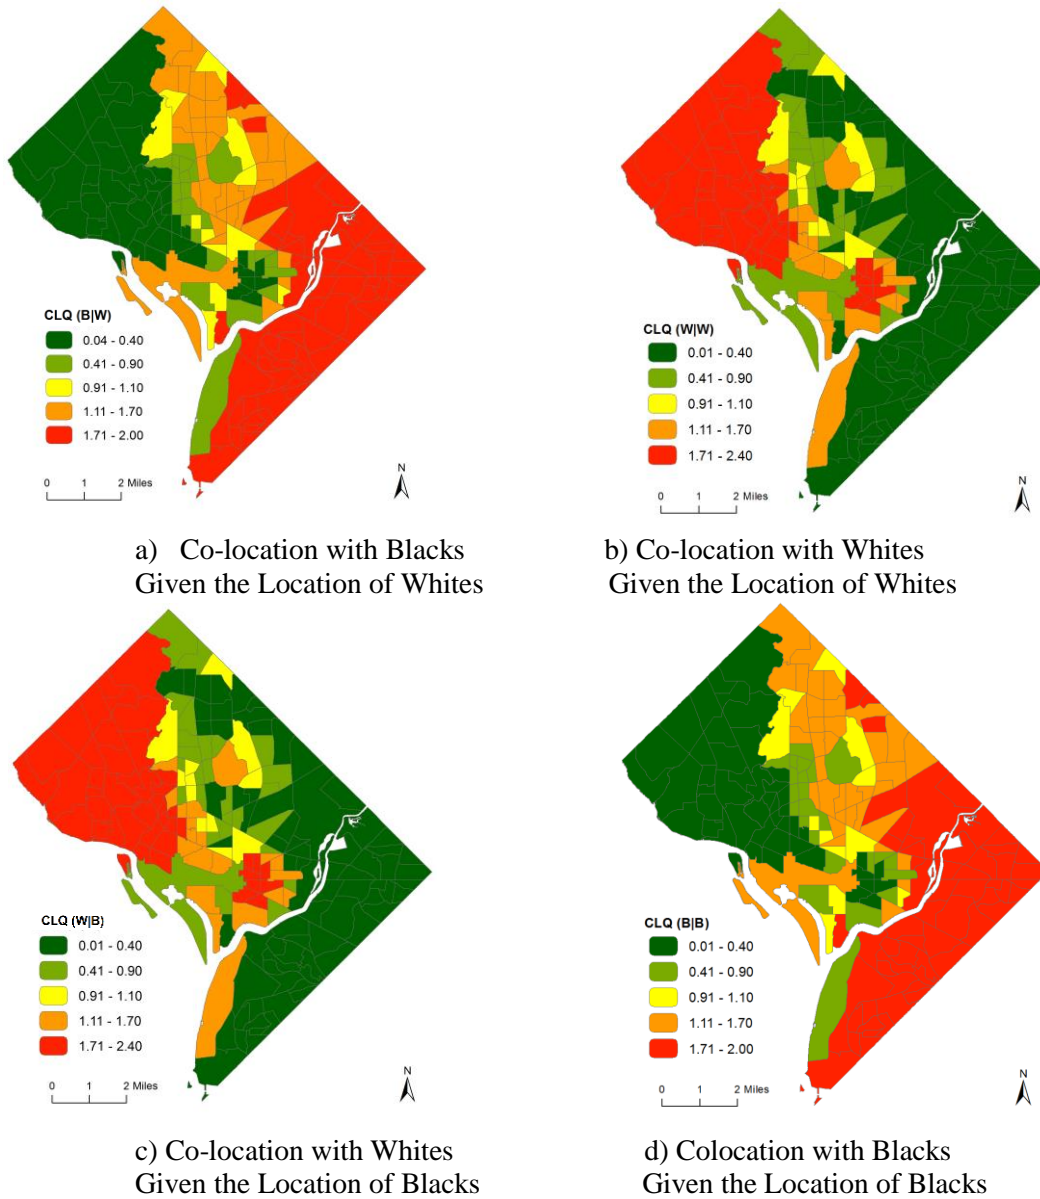 CLQ (B|W)
0.04 - 0.40
0.41 - 0.90
0.91 - 1.10
1.11 - 1.70
1.71 - 2.00
0 1 2 Miles
N
CLQ (W|W)
0.01 - 0.40
0.41 - 0.90
0.91 - 1.10
1.11 - 1.70
1.71 - 2.40
0 1 2 Miles
N
a) Co-location with Blacks
Given the Location of Whites
b) Co-location with Whites
Given the Location of Whites
CLQ (W|B)
0.01 - 0.40
0.41 - 0.90
0.91 - 1.10
1.11 - 1.70
1.71 - 2.40
0 1 2 Miles
N
CLQ (B|B)
0.01 - 0.40
0.41 - 0.90
0.91 - 1.10
1.11 - 1.70
1.71 - 2.00
0 1 2 Miles
N
c) Co-location with Whites
Given the Location of Blacks
d) Colocation with Blacks
Given the Location of Blacks